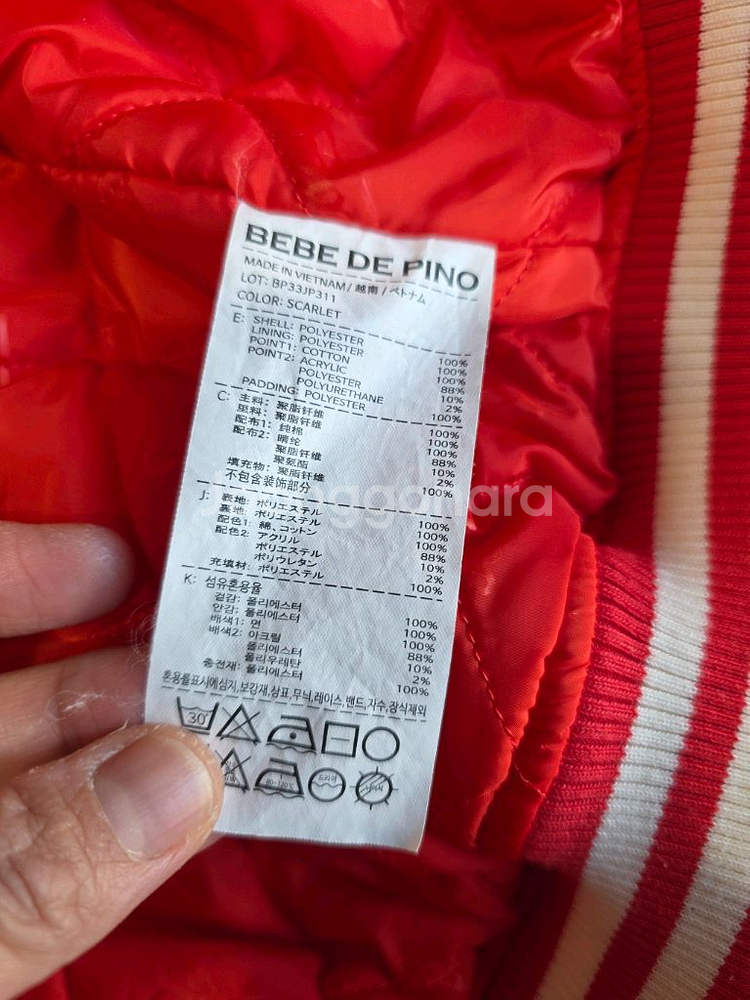 BEBE DE PINO
MADE IN VIETNAM / 越南 / ベトナム
LOT: BP33JP311
COLOR: SCARLET
E: SHELL: POLYESTER 100%
LINING: POLYESTER 100%
POINT1: COTTON 100%
POINT2: ACRYLIC 88%
POLYESTER 10%
POLYURETHANE 2%
PADDING: POLYESTER 100%
C: 主料: 聚脂纤维 100%
里料: 聚脂纤维 100%
配布1: 純棉 100%
配布2: 腈纶 88%
聚脂纤维 10%
聚氨酯 2%
填充物: 聚脂纤维 100%
不包含装饰部分
J: 表地: ポリエステル 100%
裏地: ポリエステル 100%
配色1: 綿、コットン 100%
配色2: アクリル 88%
ポリエステル 10%
ポリウレタン 2%
充填材: ポリエステル 100%
K: 섬유혼용율
겉감: 폴리에스터 100%
안감: 폴리에스터 100%
배색1: 면 100%
배색2: 아크릴 88%
폴리에스터 10%
폴리우레탄 2%
충전재: 폴리에스터 100%
혼용률표시에심지,보강재,상표,무늬,레이스,밴드,자수,장식제외
30°
80~120℃ 드라이